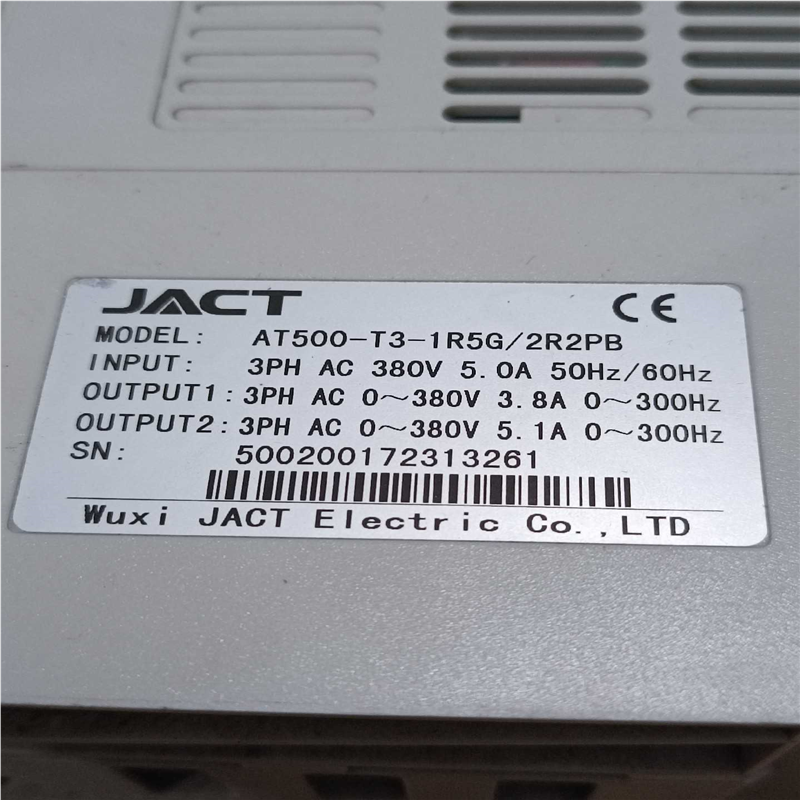 JACT CE
MODEL: AT500-T3-1R5G/2R2PB
INPUT: 3PH AC 380V 5.0A 50Hz/60Hz
OUTPUT1: 3PH AC 0~380V 3.8A 0~300Hz
OUTPUT2: 3PH AC 0~380V 5.1A 0~300Hz
SN: 500200172313261
Wuxi JACT Electric Co.,LTD